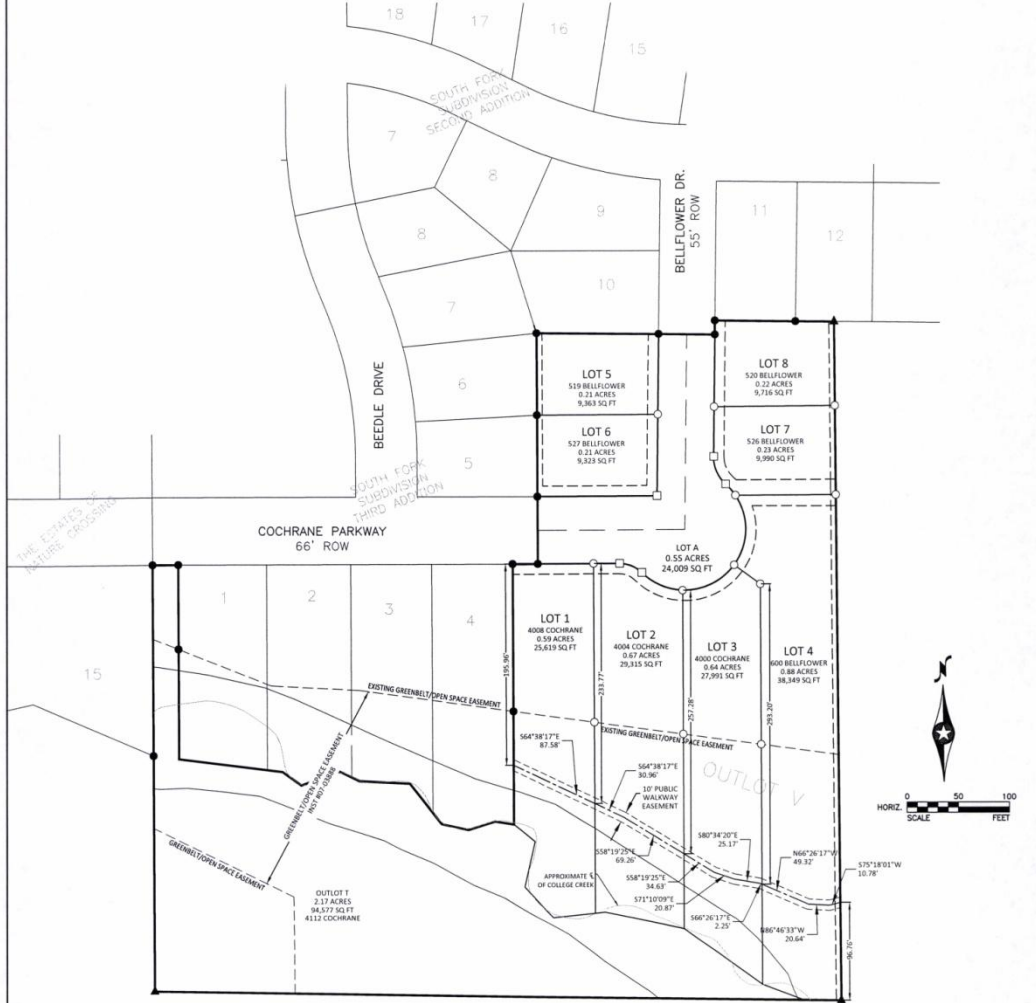 18
17
16
15
SOUTH FORK
SUBDIVISION
SECOND ADDITION
7
8
9
8
10
7
6
5
BELLFLOWER DR.
55' ROW
11
12
BEEDLE DRIVE
LOT 5
519 BELLFLOWER
0.21 ACRES
9,363 SQ FT
LOT 6
527 BELLFLOWER
0.21 ACRES
9,323 SQ FT
LOT 8
520 BELLFLOWER
0.22 ACRES
9,716 SQ FT
LOT 7
526 BELLFLOWER
0.23 ACRES
9,990 SQ FT
SOUTH FORK
SUBDIVISION
THIRD ADDITION
THE ESTATES OF
NATURE CROSSING
COCHRANE PARKWAY
66' ROW
LOT A
0.55 ACRES
24,009 SQ FT
1
2
3
4
15
LOT 1
4008 COCHRANE
0.59 ACRES
25,619 SQ FT
LOT 2
4004 COCHRANE
0.67 ACRES
29,315 SQ FT
LOT 3
4000 COCHRANE
0.64 ACRES
27,991 SQ FT
LOT 4
600 BELLFLOWER
0.88 ACRES
38,349 SQ FT
195.96'
233.77'
257.28'
293.20'
EXISTING GREENBELT/OPEN SPACE EASEMENT
EXISTING GREENBELT/OPEN SPACE EASEMENT
OUTLOT V
GREENBELT/OPEN SPACE EASEMENT
INST #07-03888
GREENBELT/OPEN SPACE EASEMENT
S64°38'17"E
87.58'
S64°38'17"E
30.96'
10' PUBLIC
WALKWAY
EASEMENT
S58°19'25"E
69.26'
S58°19'25"E
34.63'
S71°10'09"E
20.87'
S80°34'20"E
25.17'
N66°26'17"W
49.32'
S75°18'01"W
10.78'
S66°26'17"E
2.25'
N86°46'33"W
20.64'
96.76'
APPROXIMATE ℄
OF COLLEGE CREEK
OUTLOT T
2.17 ACRES
94,577 SQ FT
4112 COCHRANE
N
0 50 100
HORIZ.
SCALE FEET